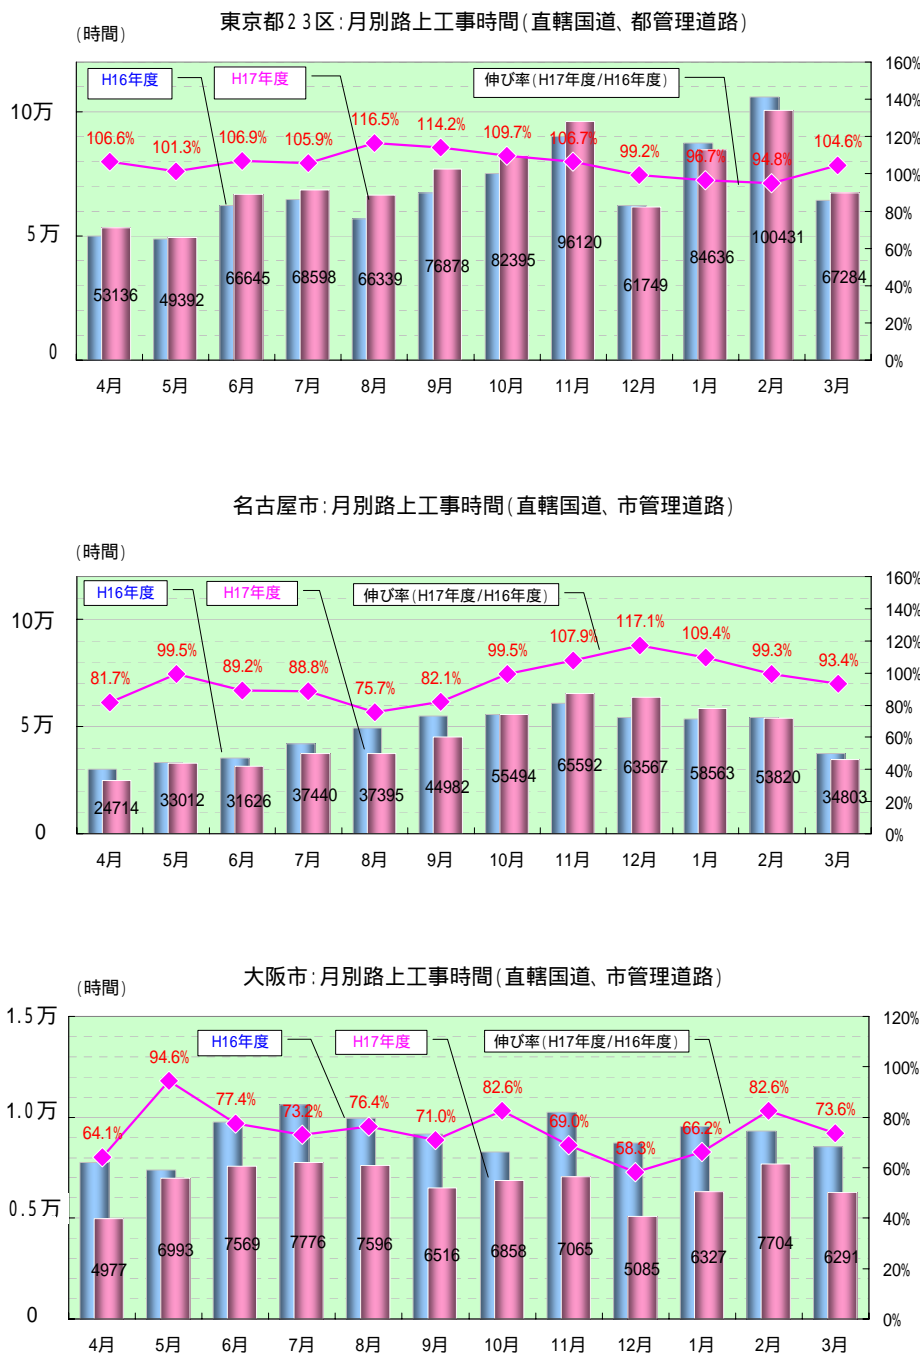 東京都23区:月別路上工事時間(直轄国道、都管理道路)
(時間)
H16年度 H17年度 伸び率(H17年度/H16年度)
10万
5万
0
160%
140%
120%
100%
80%
60%
40%
20%
0%
106.6% 101.3% 106.9% 105.9% 116.5% 114.2% 109.7% 106.7% 99.2% 96.7% 94.8% 104.6%
53136 49392 66645 68598 66339 76878 82395 96120 61749 84636 100431 67284
4月 5月 6月 7月 8月 9月 10月 11月 12月 1月 2月 3月
名古屋市:月別路上工事時間(直轄国道、市管理道路)
(時間)
H16年度 H17年度 伸び率(H17年度/H16年度)
10万
5万
0
160%
140%
120%
100%
80%
60%
40%
20%
0%
81.7% 99.5% 89.2% 88.8% 75.7% 82.1% 99.5% 107.9% 117.1% 109.4% 99.3% 93.4%
24714 33012 31626 37440 37395 44982 55494 65592 63567 58563 53820 34803
4月 5月 6月 7月 8月 9月 10月 11月 12月 1月 2月 3月
大阪市:月別路上工事時間(直轄国道、市管理道路)
(時間)
H16年度 H17年度 伸び率(H17年度/H16年度)
1.5万
1.0万
0.5万
0
120%
100%
80%
60%
40%
20%
0%
64.1% 94.6% 77.4% 73.2% 76.4% 71.0% 82.6% 69.0% 58.3% 66.2% 82.6% 73.6%
4977 6993 7569 7776 7596 6516 6858 7065 5085 6327 7704 6291
4月 5月 6月 7月 8月 9月 10月 11月 12月 1月 2月 3月